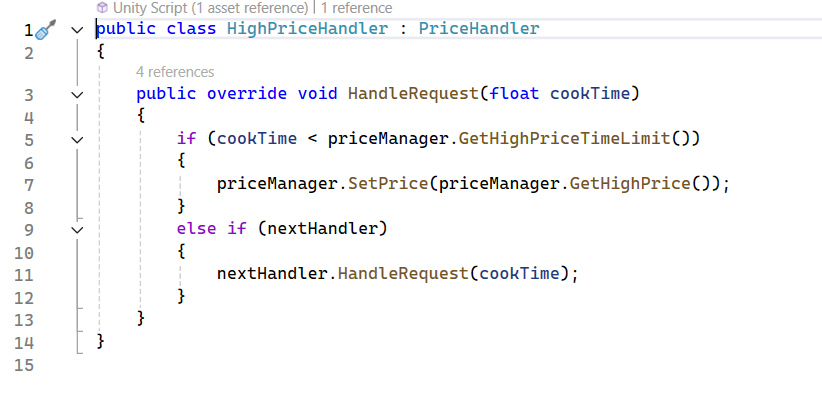 Unity Script (1 asset reference) | 1 reference
1 public class HighPriceHandler : PriceHandler
2 {
4 references
3 public override void HandleRequest(float cookTime)
4 {
5 if (cookTime < priceManager.GetHighPriceTimeLimit())
6 {
7 priceManager.SetPrice(priceManager.GetHighPrice());
8 }
9 else if (nextHandler)
10 {
11 nextHandler.HandleRequest(cookTime);
12 }
13 }
14 }
15